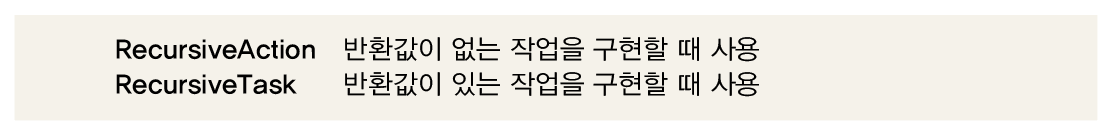 RecursiveAction 반환값이 없는 작업을 구현할 때 사용
RecursiveTask 반환값이 있는 작업을 구현할 때 사용